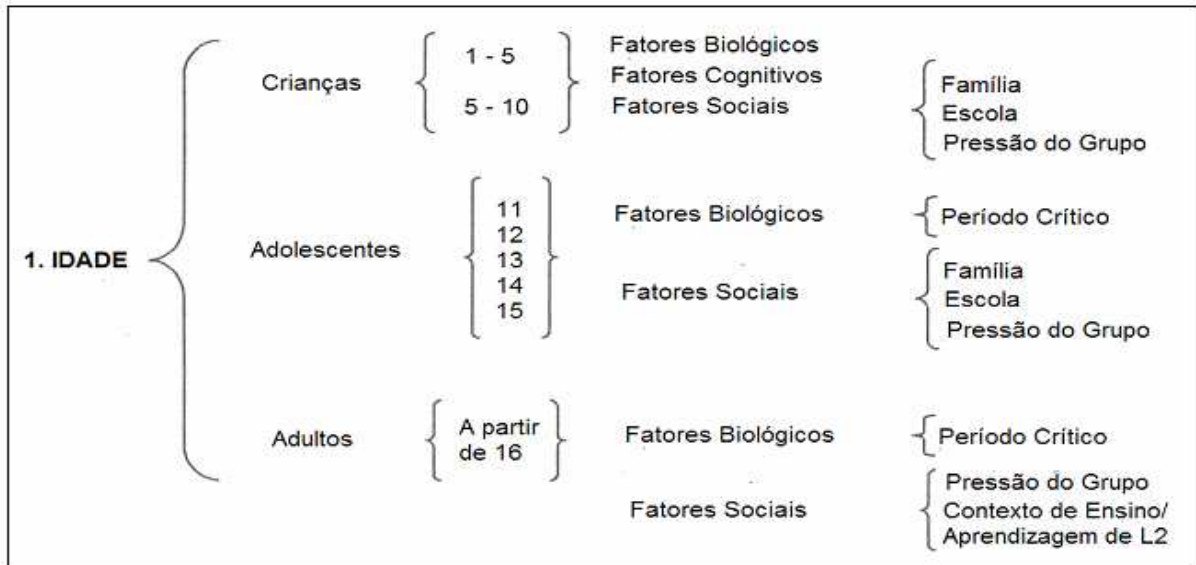 1. IDADE
Crianças
1 - 5
5 - 10
Fatores Biológicos
Fatores Cognitivos
Fatores Sociais
Família
Escola
Pressão do Grupo
Adolescentes
11
12
13
14
15
Fatores Biológicos
Período Crítico
Fatores Sociais
Família
Escola
Pressão do Grupo
Adultos
A partir
de 16
Fatores Biológicos
Período Crítico
Fatores Sociais
Pressão do Grupo
Contexto de Ensino/
Aprendizagem de L2